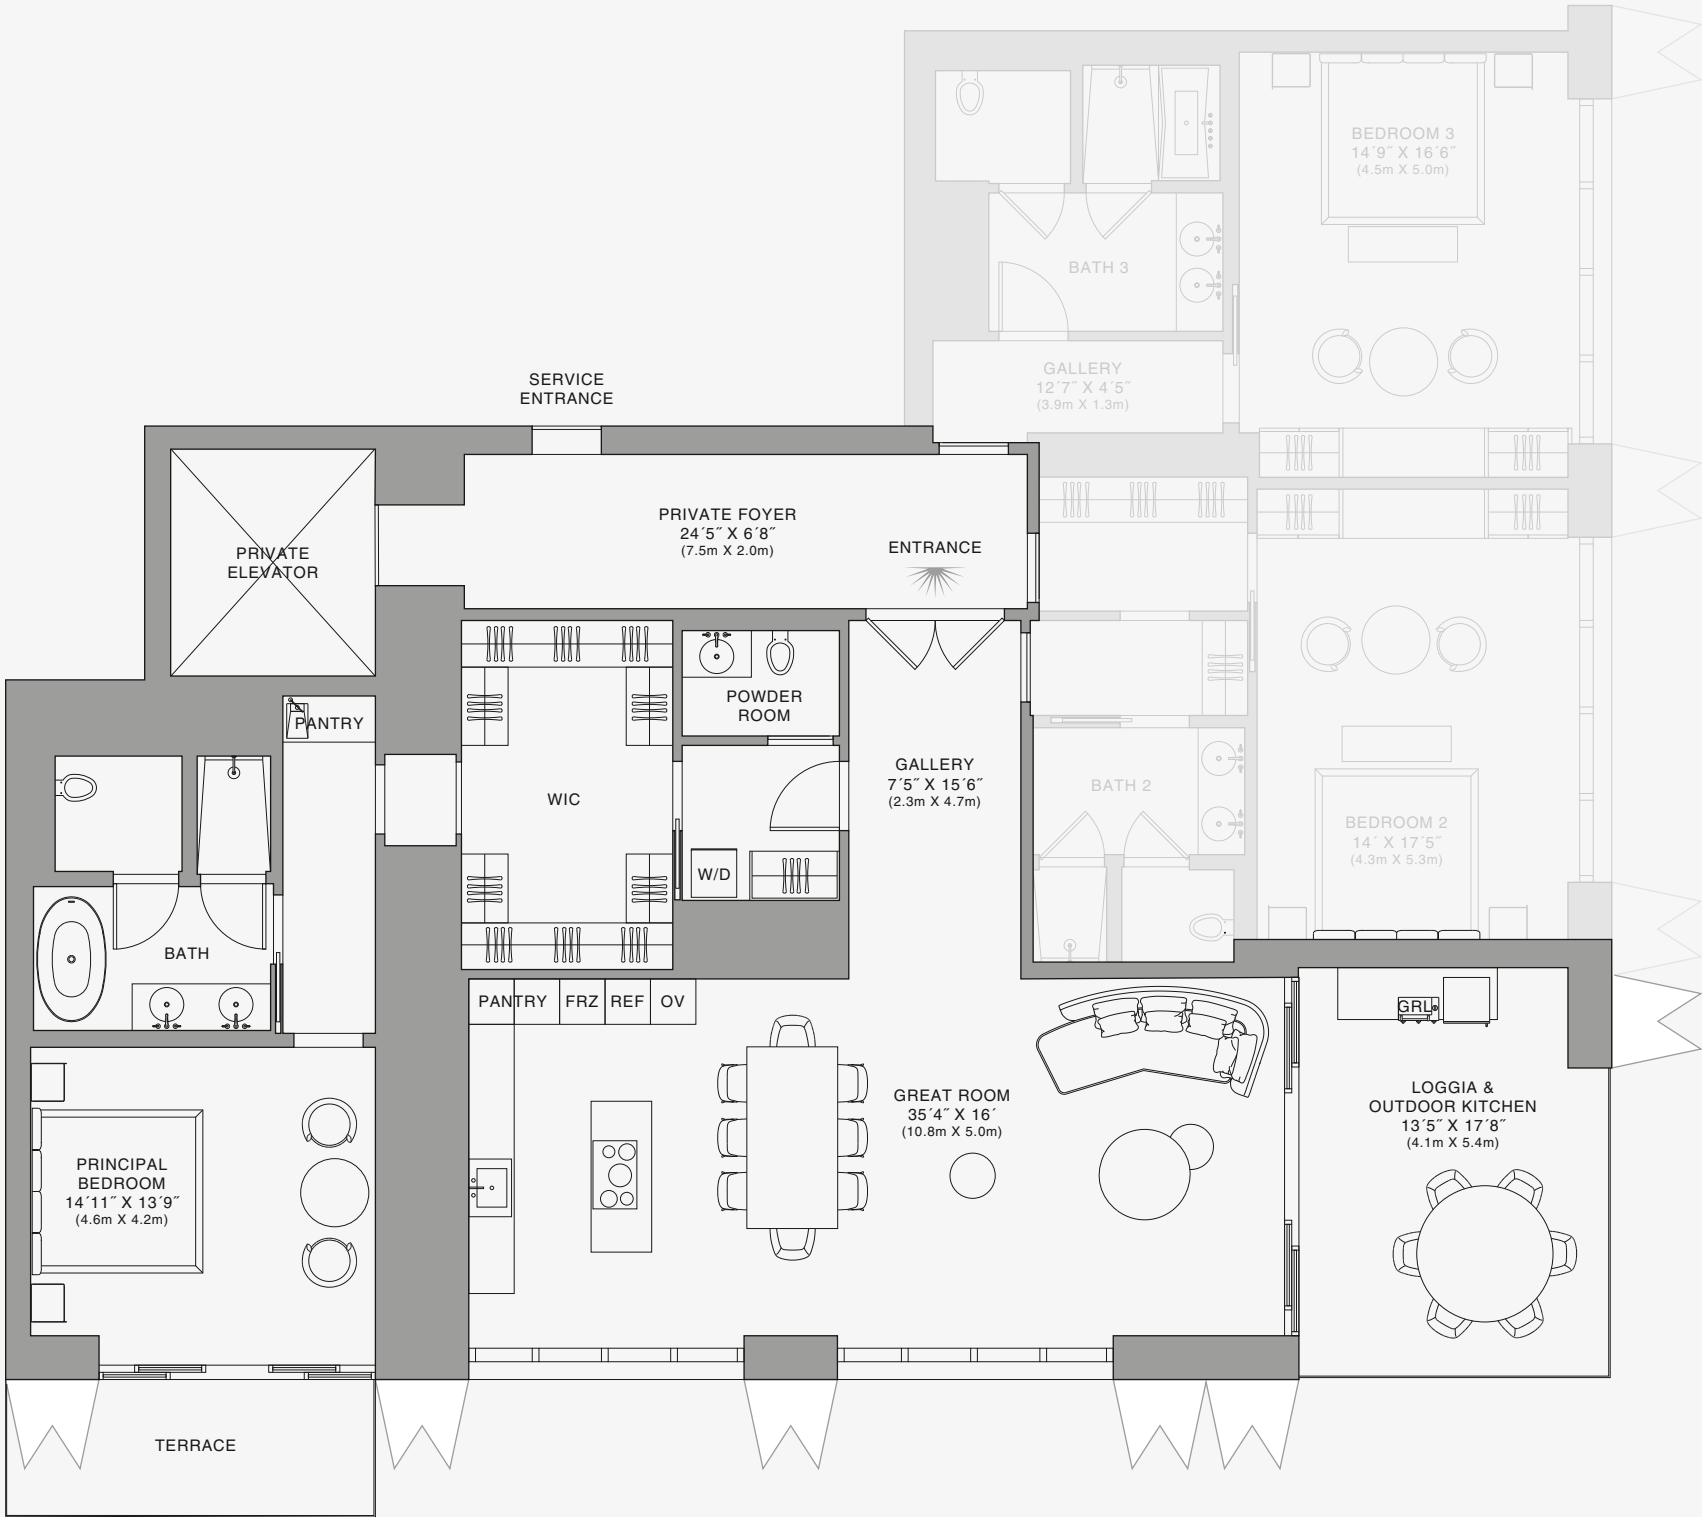 BEDROOM 3
14´9˝ X 16´6˝
(4.5m X 5.0m)
BATH 3
GALLERY
12´7˝ X 4´5˝
(3.9m X 1.3m)
SERVICE
ENTRANCE
PRIVATE FOYER
24´5˝ X 6´8˝
(7.5m X 2.0m)
ENTRANCE
PRIVATE
ELEVATOR
POWDER
ROOM
PANTRY
GALLERY
7´5˝ X 15´6˝
(2.3m X 4.7m)
WIC
BATH 2
BEDROOM 2
14´ X 17´5˝
(4.3m X 5.3m)
W/D
BATH
PANTRY
FRZ
REF
OV
GRL
GREAT ROOM
35´4˝ X 16´
(10.8m X 5.0m)
LOGGIA &
OUTDOOR KITCHEN
13´5˝ X 17´8˝
(4.1m X 5.4m)
PRINCIPAL
BEDROOM
14´11˝ X 13´9˝
(4.6m X 4.2m)
TERRACE